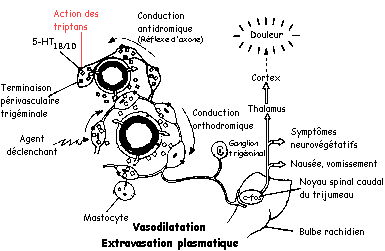 Action des
triptans
5-HT1B/1D
Conduction
antidromique
(Réflexe d'axone)
Douleur
Cortex
Thalamus
Terminaison
périvasculaire
trigéminale
Conduction
orthodromique
Agent
déclenchant
Ganglion
trigéminal
Symptômes
neurovégétatifs
Nausée, vomissement
Noyau spinal caudal
du trijumeau
c-fos
Mastocyte
Vasodilatation
Extravasation plasmatique
Bulbe rachidien